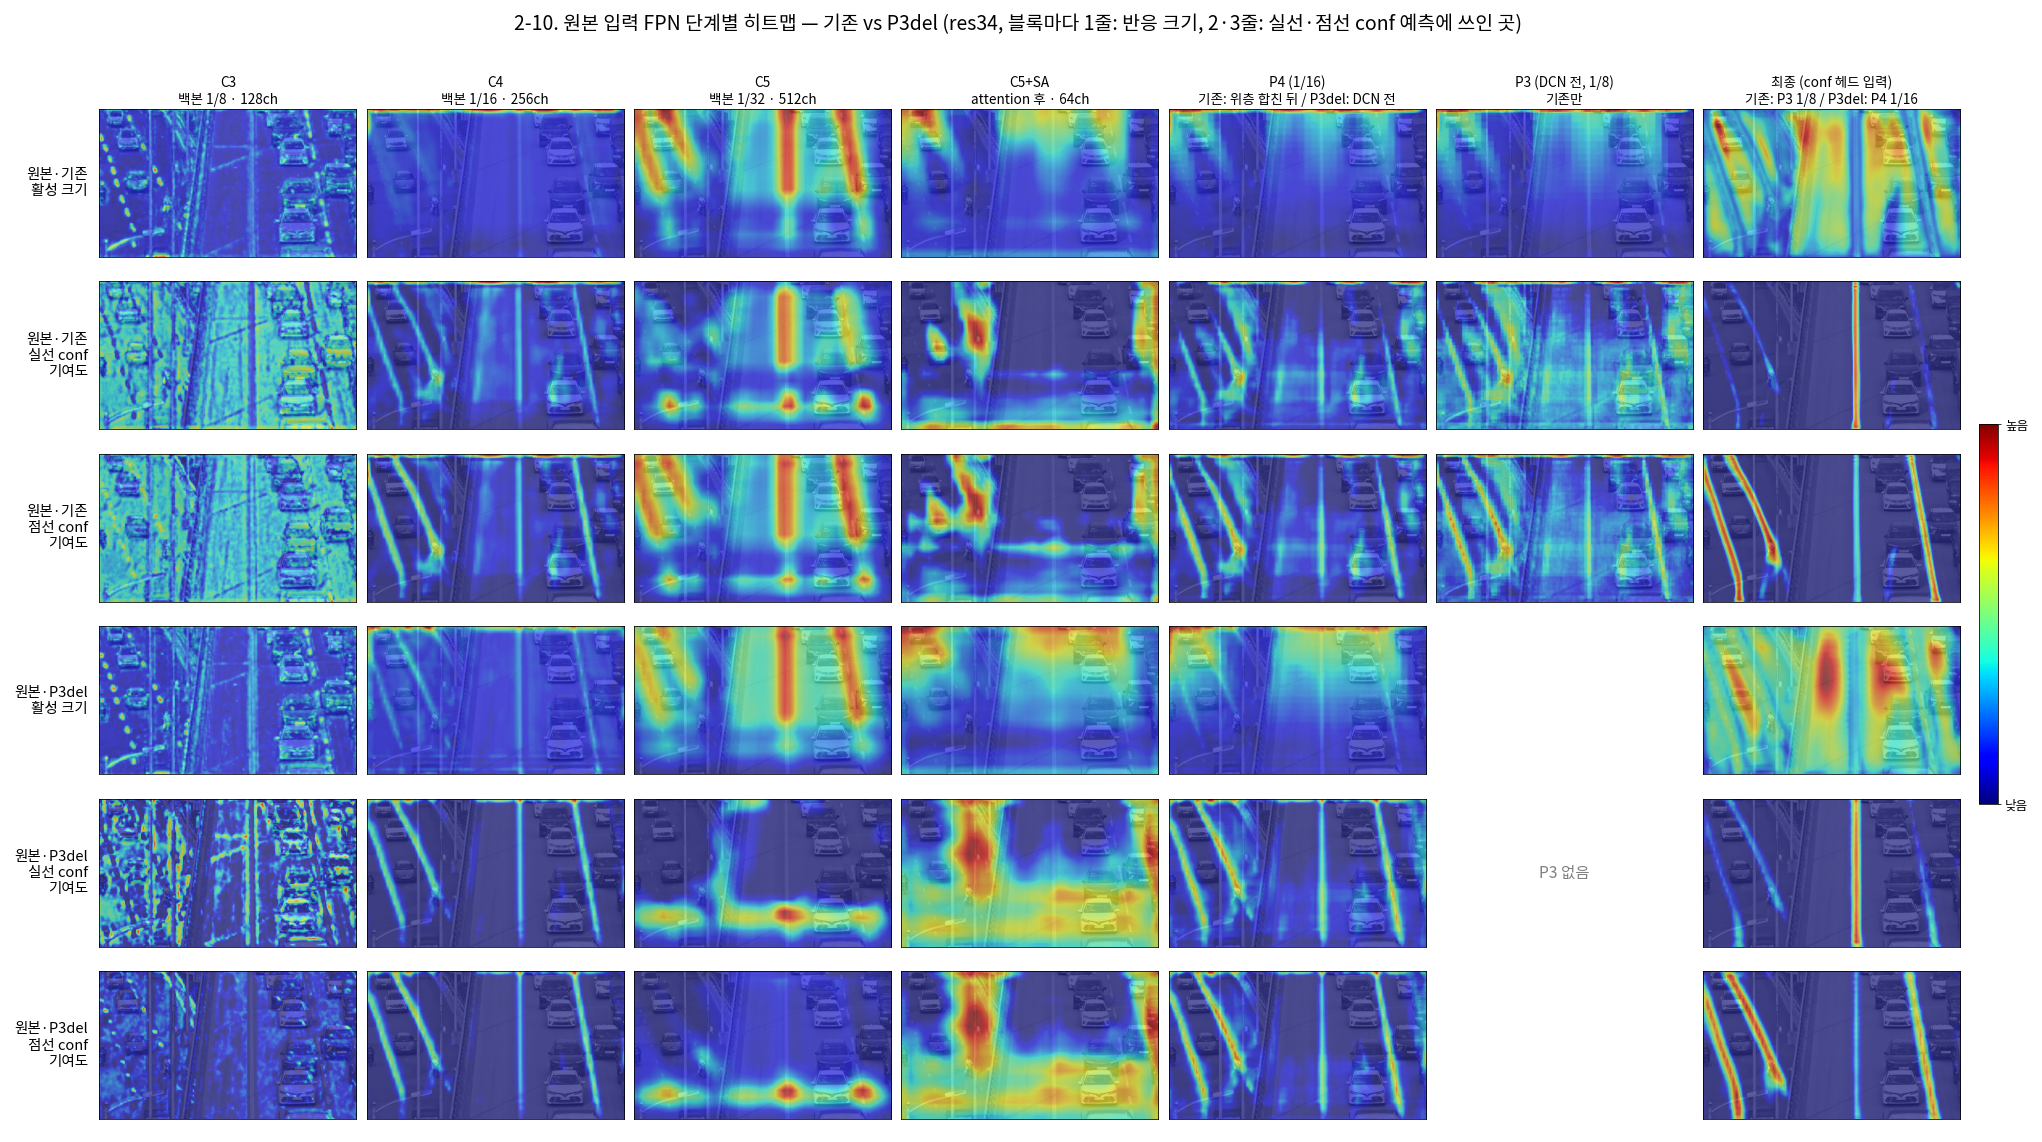 2-10. 원본 입력 FPN 단계별 히트맵 — 기존 vs P3del (res34, 블록마다 1줄: 반응 크기, 2·3줄: 실선·점선 conf 예측에 쓰인 곳)
C3
백본 1/8 · 128ch
C4
백본 1/16 · 256ch
C5
백본 1/32 · 512ch
C5+SA
attention 후 · 64ch
P4 (1/16)
기존: 위층 합친 뒤 / P3del: DCN 전
P3 (DCN 전, 1/8)
기존만
최종 (conf 헤드 입력)
기존: P3 1/8 / P3del: P4 1/16
원본·기존
활성 크기
원본·기존
실선 conf
기여도
원본·기존
점선 conf
기여도
원본·P3del
활성 크기
원본·P3del
실선 conf
기여도
P3 없음
원본·P3del
점선 conf
기여도
높음
낮음